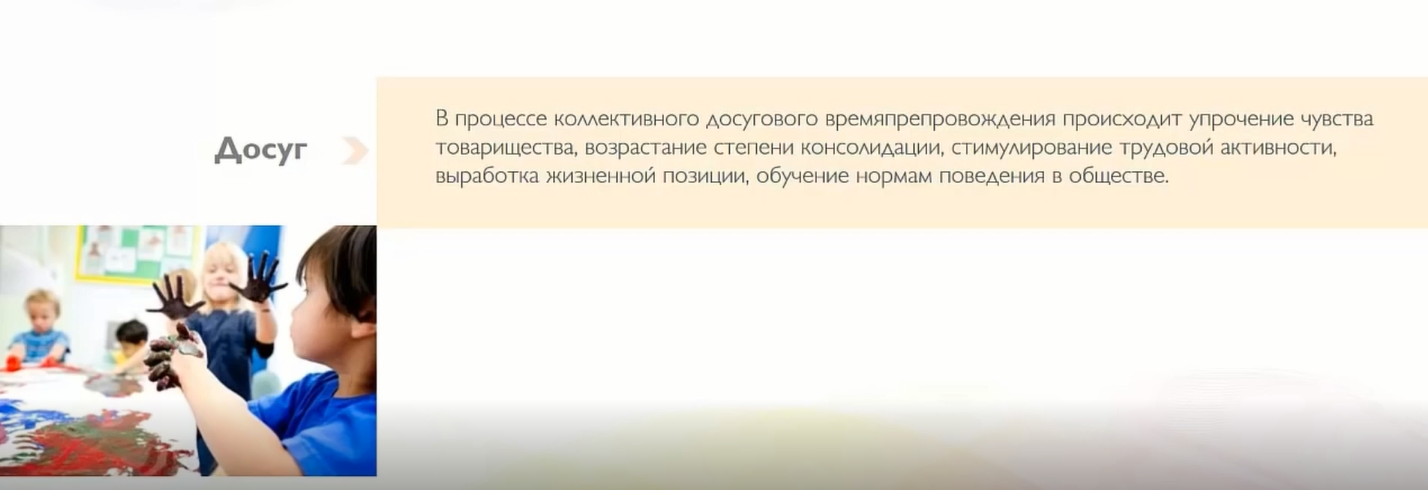 Досуг
В процессе коллективного досугового времяпрепровождения происходит упрочение чувства
товарищества, возрастание степени консолидации, стимулирование трудовой активности,
выработка жизненной позиции, обучение нормам поведения в обществе.